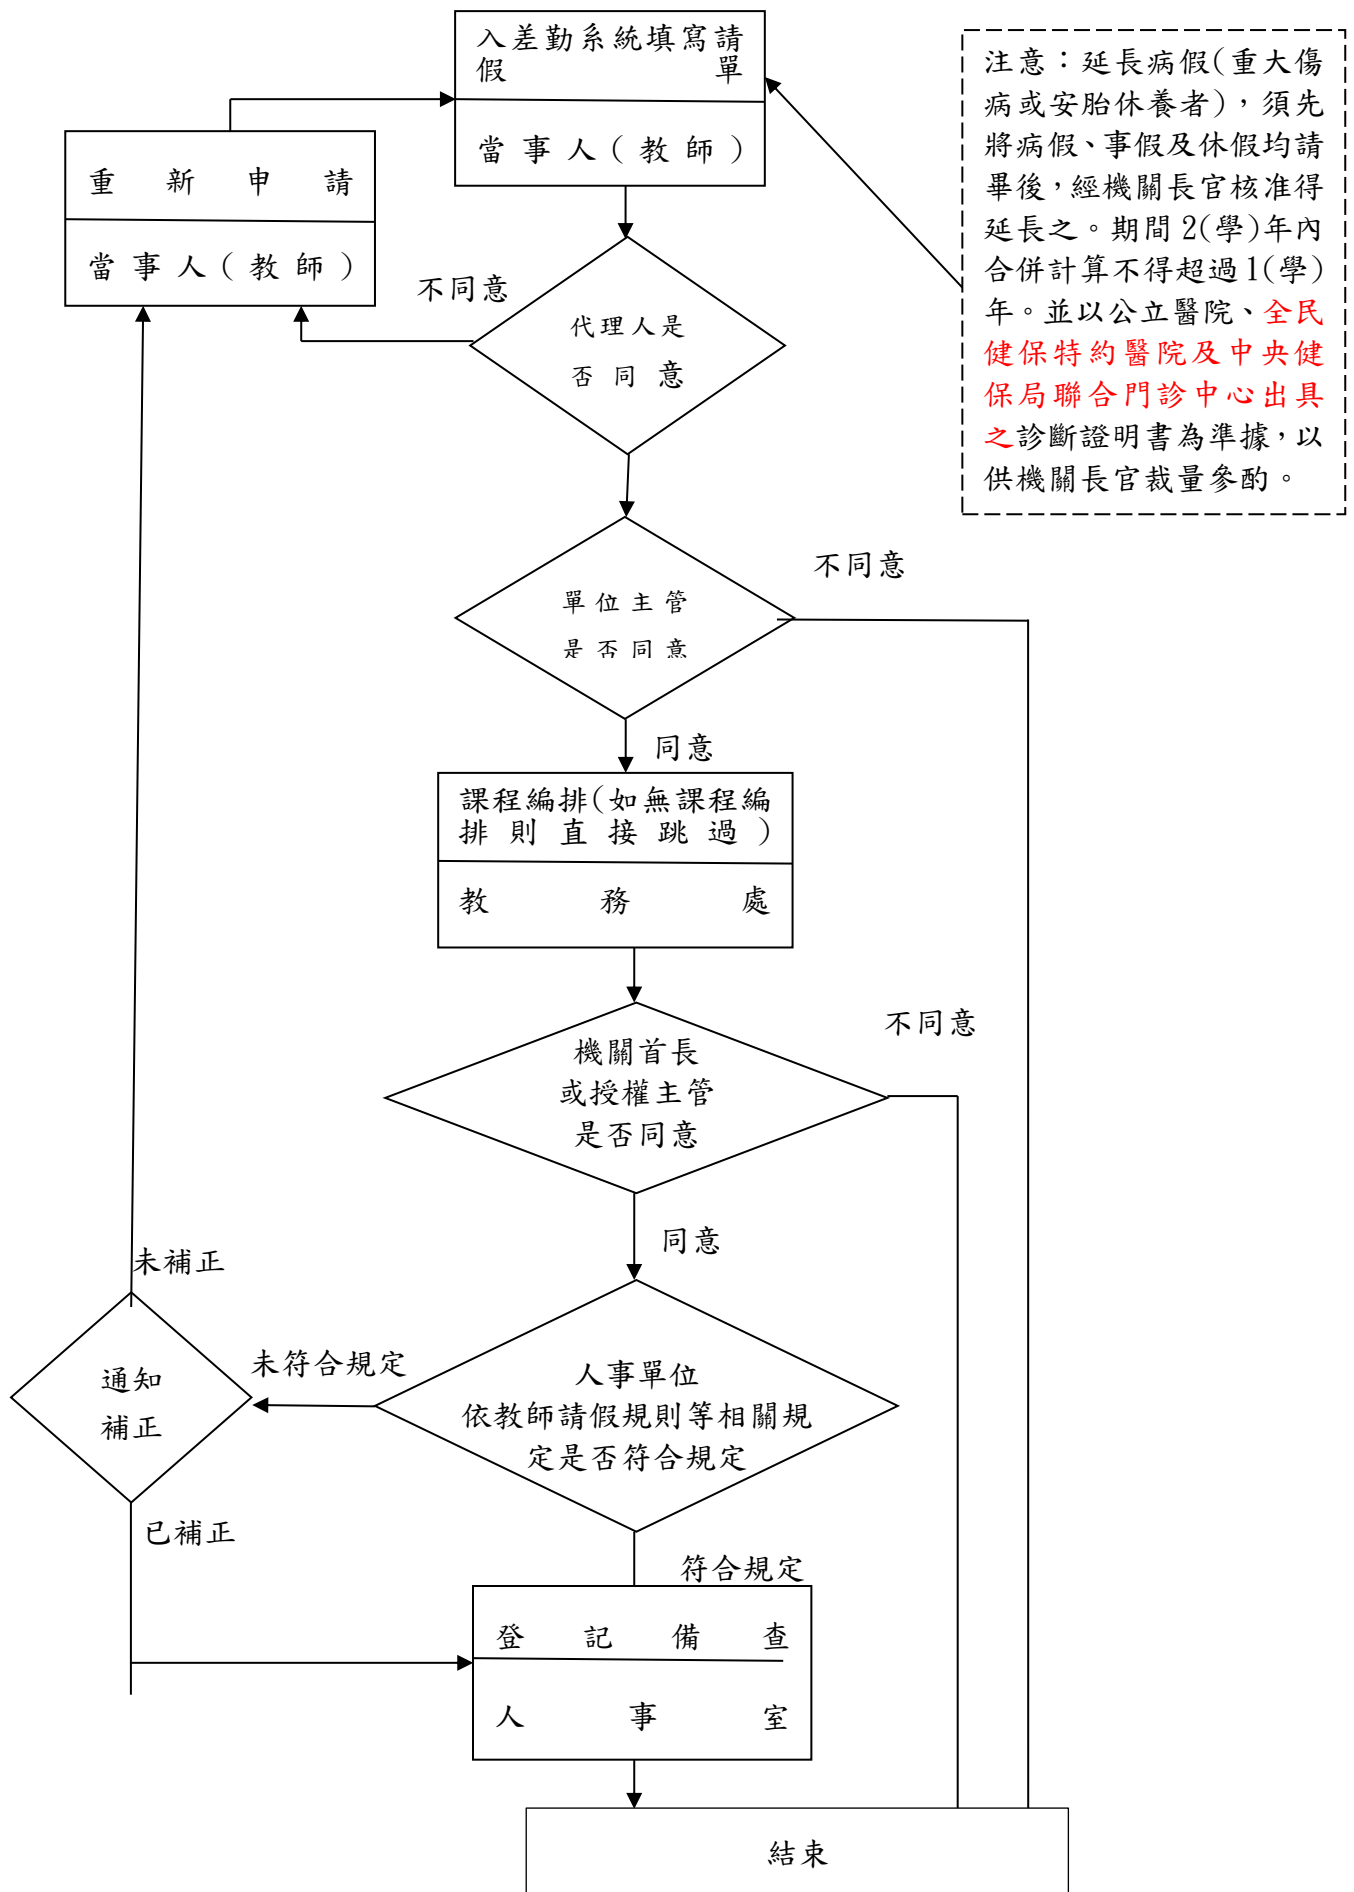 入差勤系統填寫請
假單
當事人(教師)
注意：延長病假(重大傷
病或安胎休養者)，須先
將病假、事假及休假均請
畢後，經機關長官核准得
延長之。期間2(學)年內
合併計算不得超過1(學)
年。並以公立醫院、全民
健保特約醫院及中央健
保局聯合門診中心出具
之診斷證明書為準據，以
供機關長官裁量參酌。
重新申請
當事人(教師)
不同意
代理人是
否同意
不同意
單位主管
是否同意
同意
課程編排(如無課程編
排則直接跳過)
教務處
不同意
機關首長
或授權主管
是否同意
同意
未補正
通知
補正
未符合規定
人事單位
依教師請假規則等相關規
定是否符合規定
已補正
符合規定
登記備查
人事室
結束